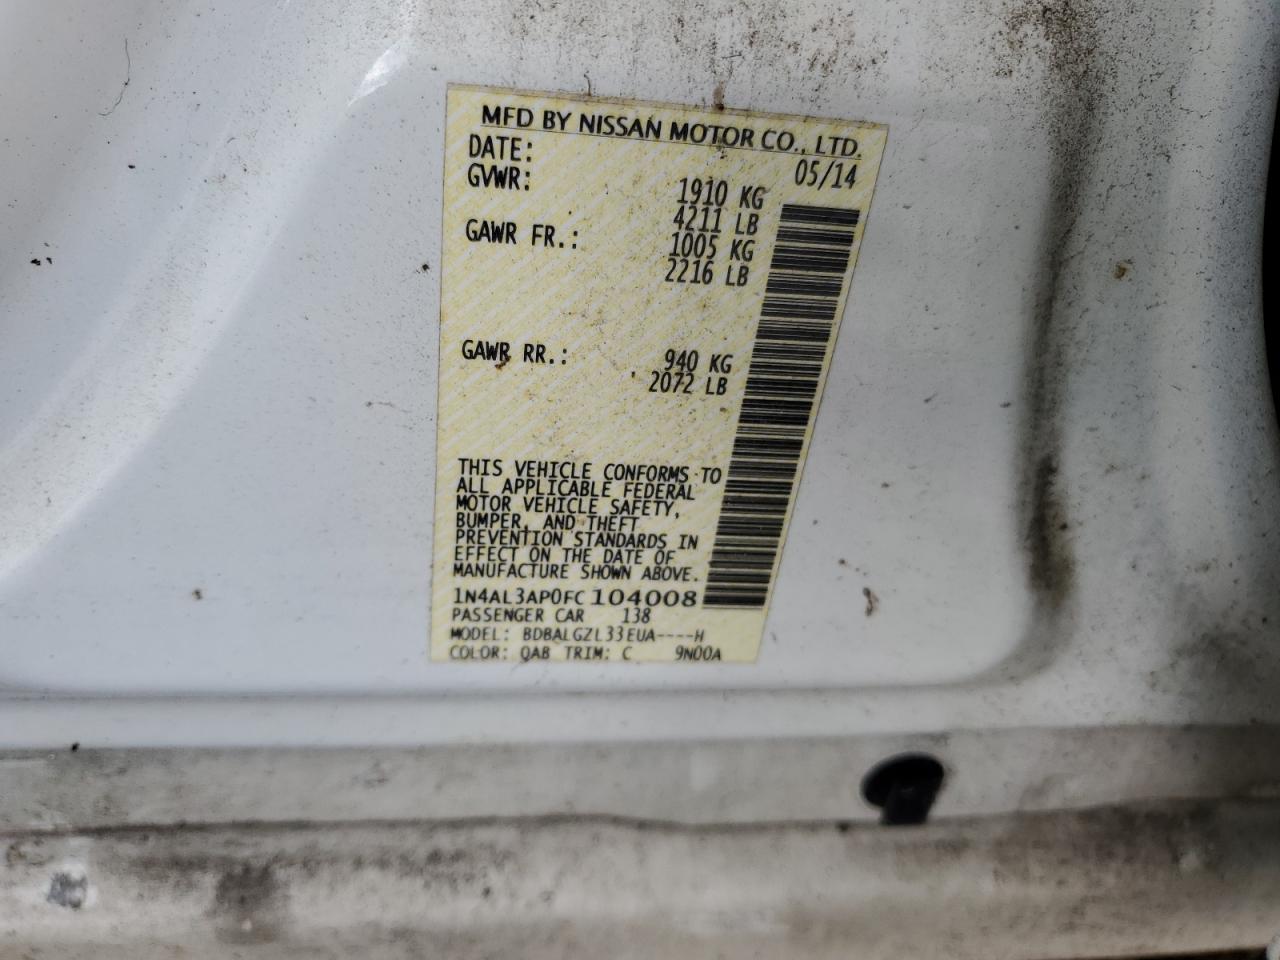 MFD BY NISSAN MOTOR CO., LTD.
DATE: 05/14
GVWR: 1910 KG
4211 LB
GAWR FR.: 1005 KG
2216 LB
GAWR RR.: 940 KG
2072 LB
THIS VEHICLE CONFORMS TO
ALL APPLICABLE FEDERAL
MOTOR VEHICLE SAFETY,
BUMPER, AND THEFT
PREVENTION STANDARDS IN
EFFECT ON THE DATE OF
MANUFACTURE SHOWN ABOVE.
1N4AL3AP0FC104008
PASSENGER CAR 138
MODEL: BDBALGZL33EUA----H
COLOR: QAB TRIM: C 9N00A